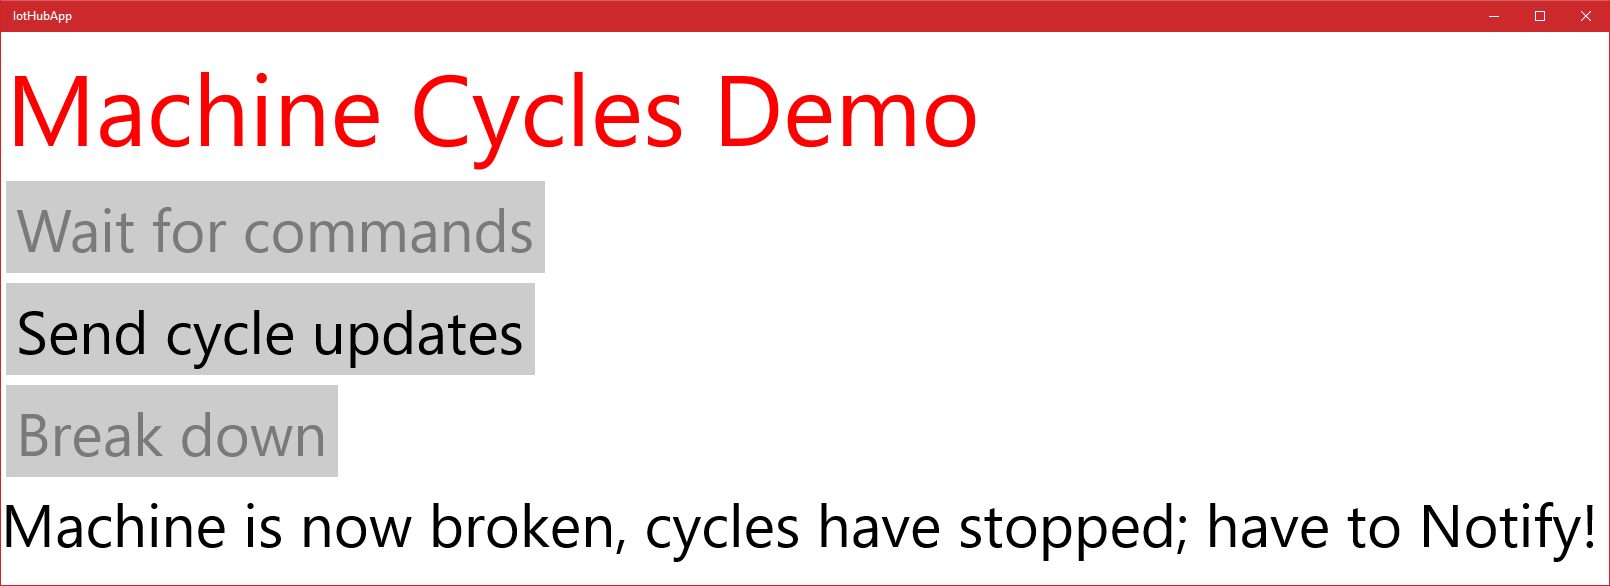 IotHubApp
Machine Cycles Demo
Wait for commands
Send cycle updates
Break down
Machine is now broken, cycles have stopped; have to Notify!